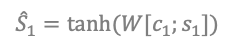 Ŝ₁ = tanh(W[c₁; s₁])